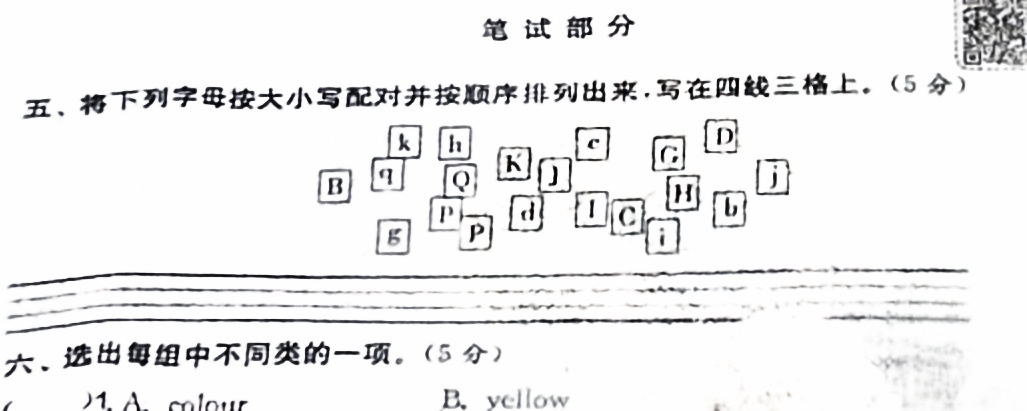 笔试部分
五、将下列字母按大小写配对并按顺序排列出来,写在四线三格上。(5分)
k h c G D
B q Q K J j
g P P d I C i H b
六、选出每组中不同类的一项。(5分)
( )1. A. colour B. yellow